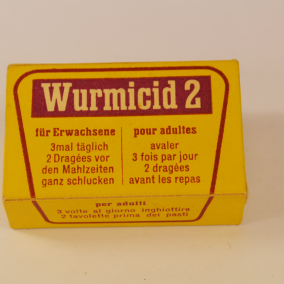 Wurmicid 2
für Erwachsene
3mal täglich
2 Dragées vor
den Mahlzeiten
ganz schlucken
pour adultes
avaler
3 fois par jour
2 dragées
avant les repas
per adulti
3 volte al giorno inghiottire
2 tavolette prima dei pasti